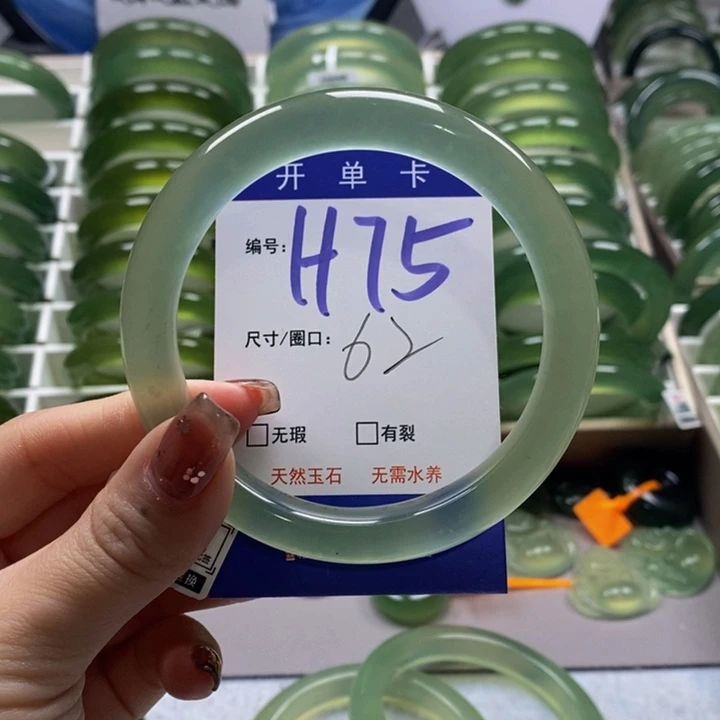 开单卡
编号: H75
尺寸/圈口: 62
□无瑕 □有裂
天然玉石 无需水养
换